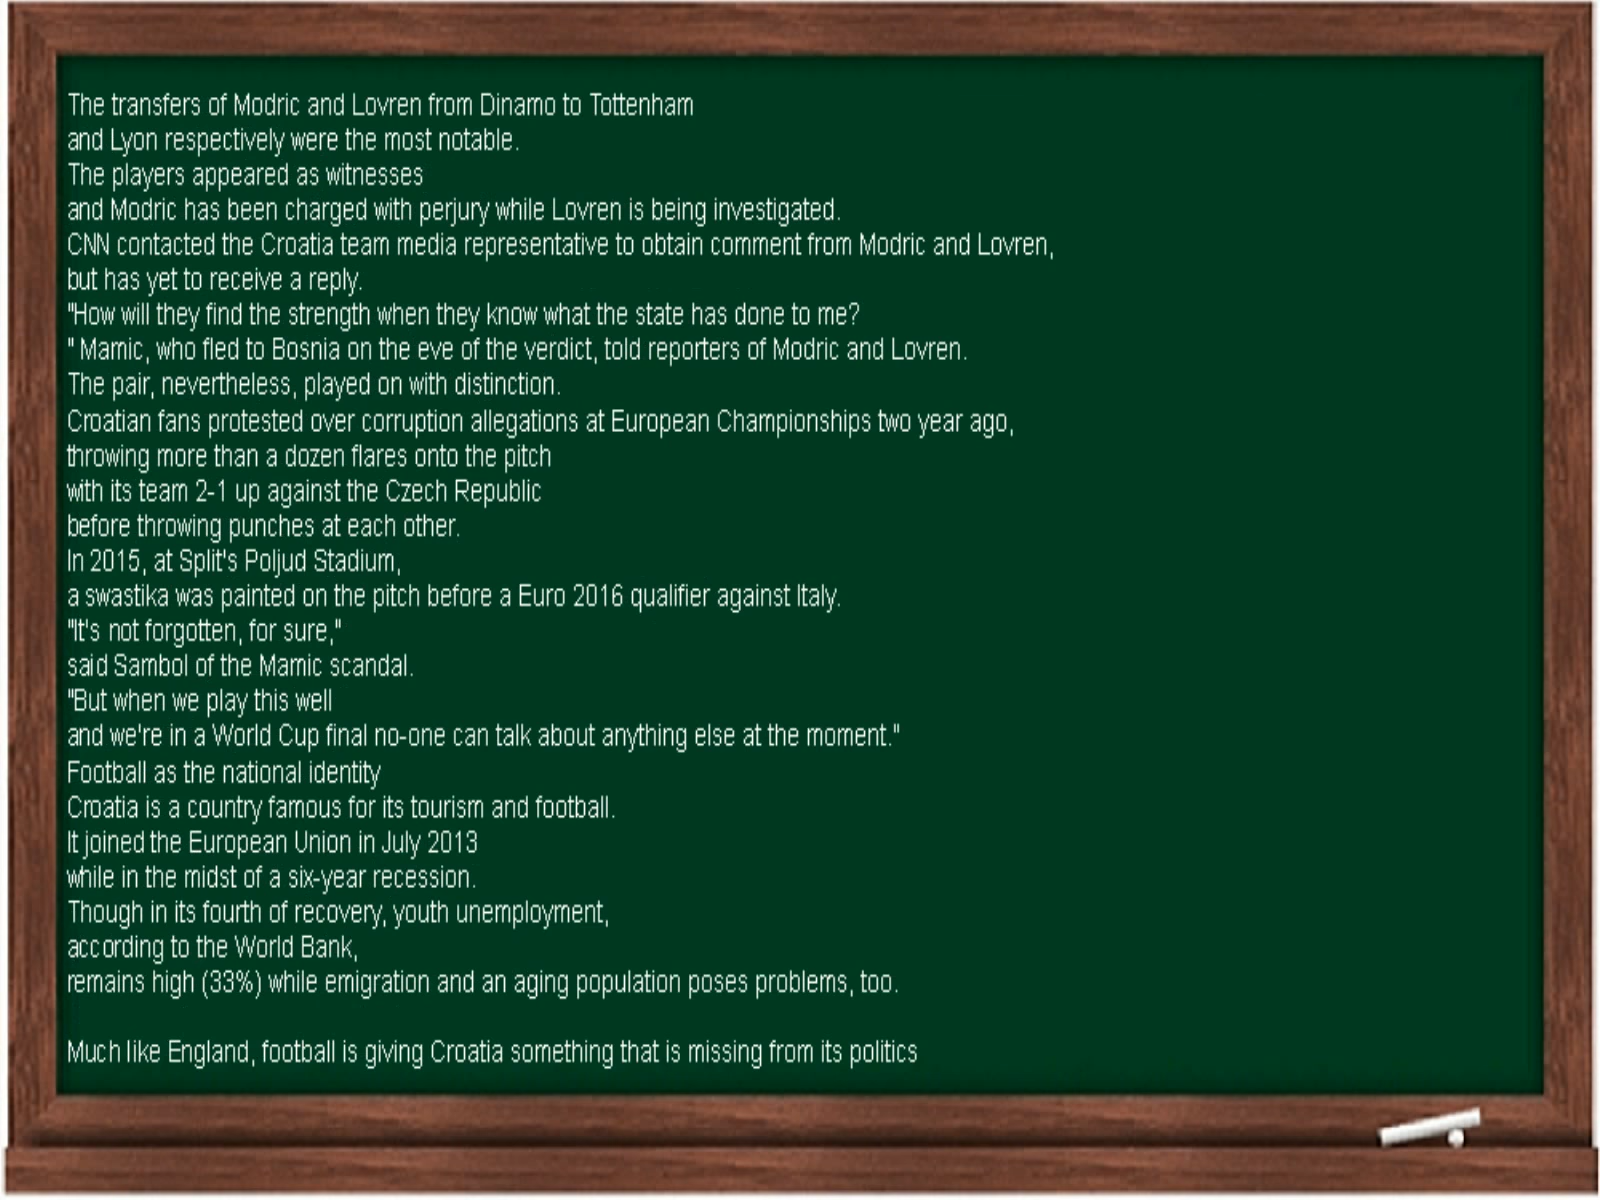 The transfers of Modric and Lovren from Dinamo to Tottenham
and Lyon respectively were the most notable.
The players appeared as witnesses
and Modric has been charged with perjury while Lovren is being investigated.
CNN contacted the Croatia team media representative to obtain comment from Modric and Lovren,
but has yet to receive a reply.
"How will they find the strength when they know what the state has done to me?
" Mamic, who fled to Bosnia on the eve of the verdict, told reporters of Modric and Lovren.
The pair, nevertheless, played on with distinction.
Croatian fans protested over corruption allegations at European Championships two year ago,
throwing more than a dozen flares onto the pitch
with its team 2-1 up against the Czech Republic
before throwing punches at each other.
In 2015, at Split's Poljud Stadium,
a swastika was painted on the pitch before a Euro 2016 qualifier against Italy.
"It's not forgotten, for sure,"
said Sambol of the Mamic scandal.
"But when we play this well
and we're in a World Cup final no-one can talk about anything else at the moment."
Football as the national identity
Croatia is a country famous for its tourism and football.
It joined the European Union in July 2013
while in the midst of a six-year recession.
Though in its fourth of recovery, youth unemployment,
according to the World Bank,
remains high (33%) while emigration and an aging population poses problems, too.
Much like England, football is giving Croatia something that is missing from its politics